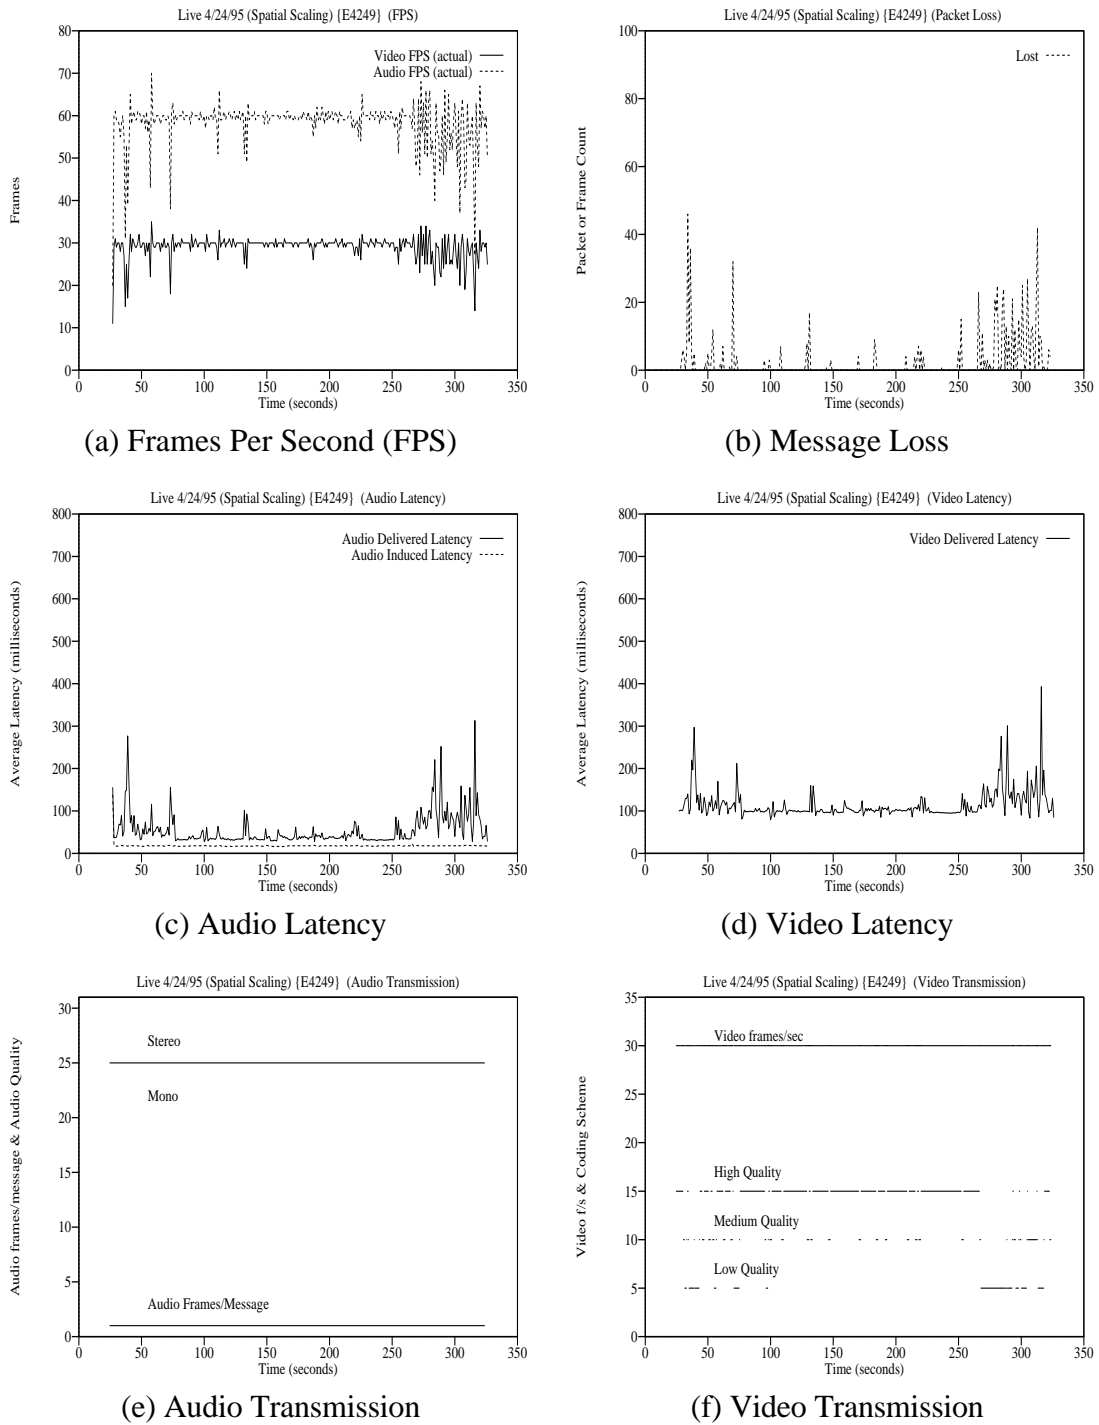 Live 4/24/95 (Spatial Scaling) {E4249} (FPS)
Frames
80
70
60
50
40
30
20
10
0
Video FPS (actual)
Audio FPS (actual)
0 50 100 150 200 250 300 350
Time (seconds)
(a) Frames Per Second (FPS)
Live 4/24/95 (Spatial Scaling) {E4249} (Packet Loss)
Packet or Frame Count
100
80
60
40
20
0
Lost
0 50 100 150 200 250 300 350
Time (seconds)
(b) Message Loss
Live 4/24/95 (Spatial Scaling) {E4249} (Audio Latency)
Average Latency (milliseconds)
800
700
600
500
400
300
200
100
0
Audio Delivered Latency
Audio Induced Latency
0 50 100 150 200 250 300 350
Time (seconds)
(c) Audio Latency
Live 4/24/95 (Spatial Scaling) {E4249} (Video Latency)
Average Latency (milliseconds)
800
700
600
500
400
300
200
100
0
Video Delivered Latency
0 50 100 150 200 250 300 350
Time (seconds)
(d) Video Latency
Live 4/24/95 (Spatial Scaling) {E4249} (Audio Transmission)
Audio frames/message & Audio Quality
30
25
20
15
10
5
0
Stereo
Mono
Audio Frames/Message
0 50 100 150 200 250 300 350
Time (seconds)
(e) Audio Transmission
Live 4/24/95 (Spatial Scaling) {E4249} (Video Transmission)
Video f/s & Coding Scheme
35
30
25
20
15
10
5
0
Video frames/sec
High Quality
Medium Quality
Low Quality
0 50 100 150 200 250 300 350
Time (seconds)
(f) Video Transmission